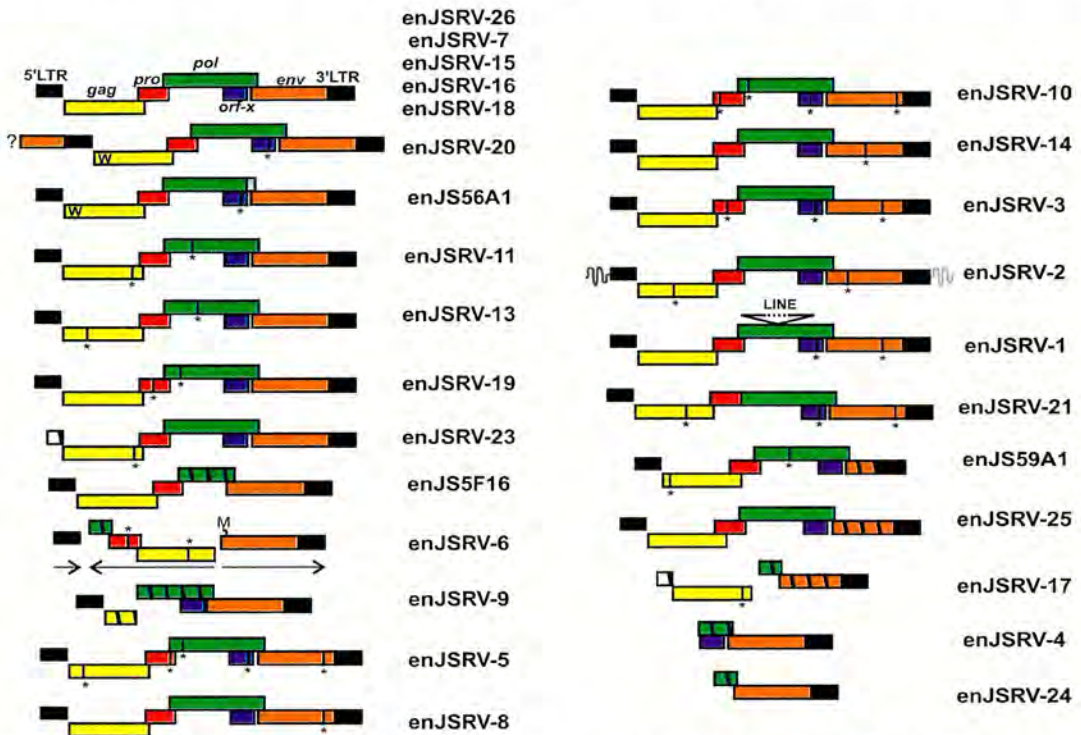 enJSRV-26
enJSRV-7
enJSRV-15
enJSRV-16
enJSRV-18
5'LTR gag pro pol orf-x env 3'LTR
? W * enJSRV-20
W * enJS56A1
* * enJSRV-11
* * enJSRV-13
* * enJSRV-19
* enJSRV-23
enJS5F16
* * M enJSRV-6
enJSRV-9
* * * * * enJSRV-5
* enJSRV-8
* * * * enJSRV-10
* enJSRV-14
* * * enJSRV-3
* * enJSRV-2
LINE
* * enJSRV-1
* * * enJSRV-21
* * enJS59A1
enJSRV-25
* enJSRV-17
enJSRV-4
enJSRV-24